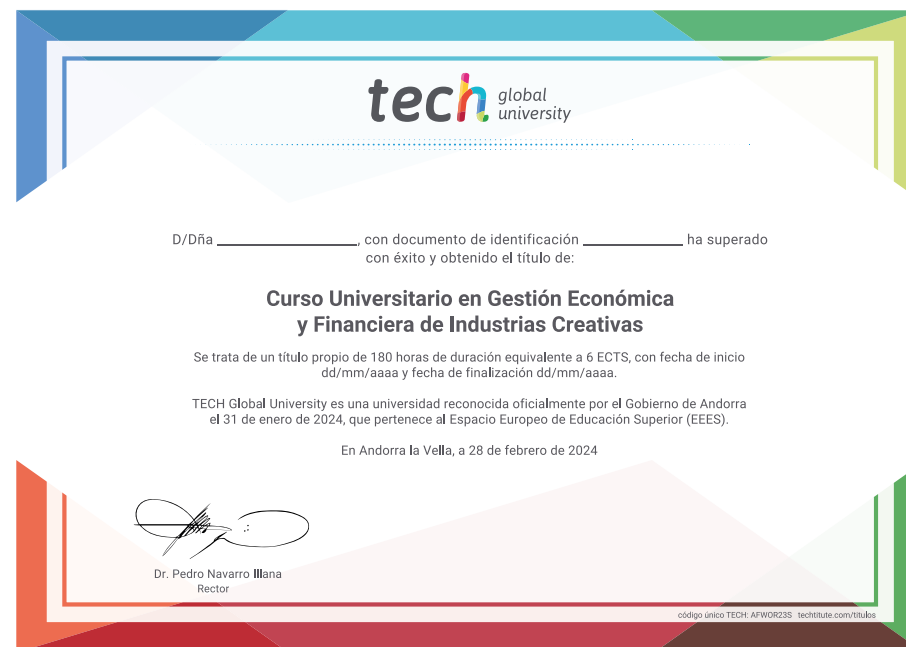 tech global university
D/Dña ____________________, con documento de identificación ______________ ha superado
con éxito y obtenido el título de:
Curso Universitario en Gestión Económica
y Financiera de Industrias Creativas
Se trata de un título propio de 180 horas de duración equivalente a 6 ECTS, con fecha de inicio
dd/mm/aaaa y fecha de finalización dd/mm/aaaa.
TECH Global University es una universidad reconocida oficialmente por el Gobierno de Andorra
el 31 de enero de 2024, que pertenece al Espacio Europeo de Educación Superior (EEES).
En Andorra la Vella, a 28 de febrero de 2024
Dr. Pedro Navarro Illana
Rector
código único TECH: AFWOR23S techtitute.com/titulos